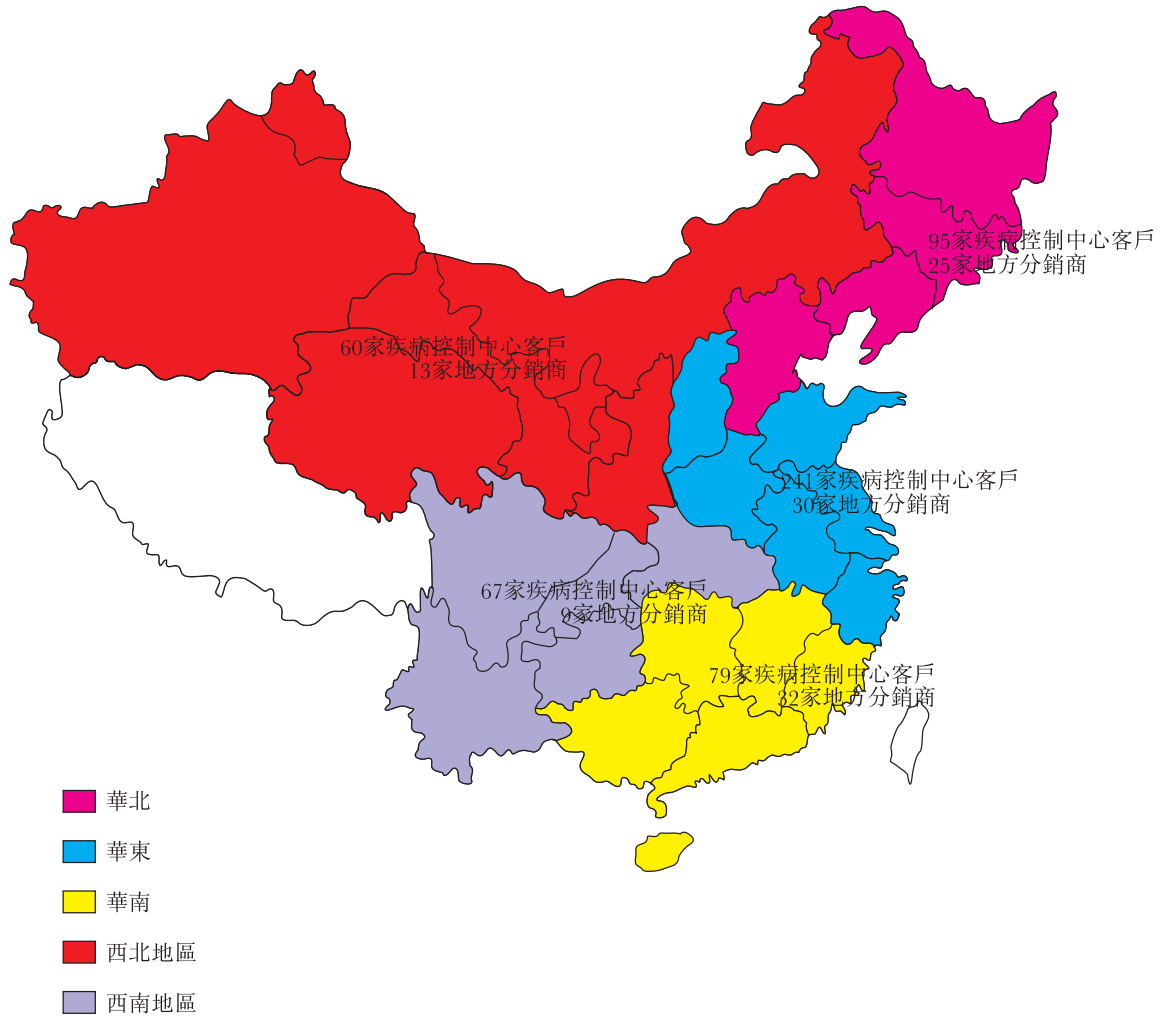 95家疾病控制中心客戶
25家地方分銷商
60家疾病控制中心客戶
13家地方分銷商
241家疾病控制中心客戶
30家地方分銷商
67家疾病控制中心客戶
9家地方分銷商
79家疾病控制中心客戶
32家地方分銷商
華北
華東
華南
西北地區
西南地區